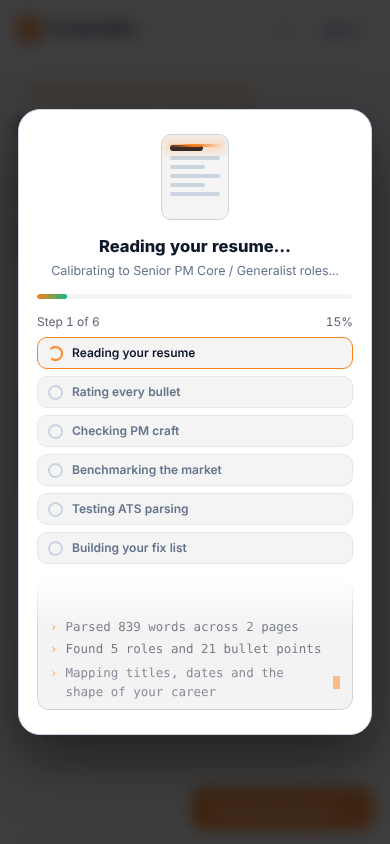 Reading your resume...
Calibrating to Senior PM Core / Generalist roles...
Step 1 of 6 15%
Reading your resume
Rating every bullet
Checking PM craft
Benchmarking the market
Testing ATS parsing
Building your fix list
› Parsed 839 words across 2 pages
› Found 5 roles and 21 bullet points
› Mapping titles, dates and the
shape of your career